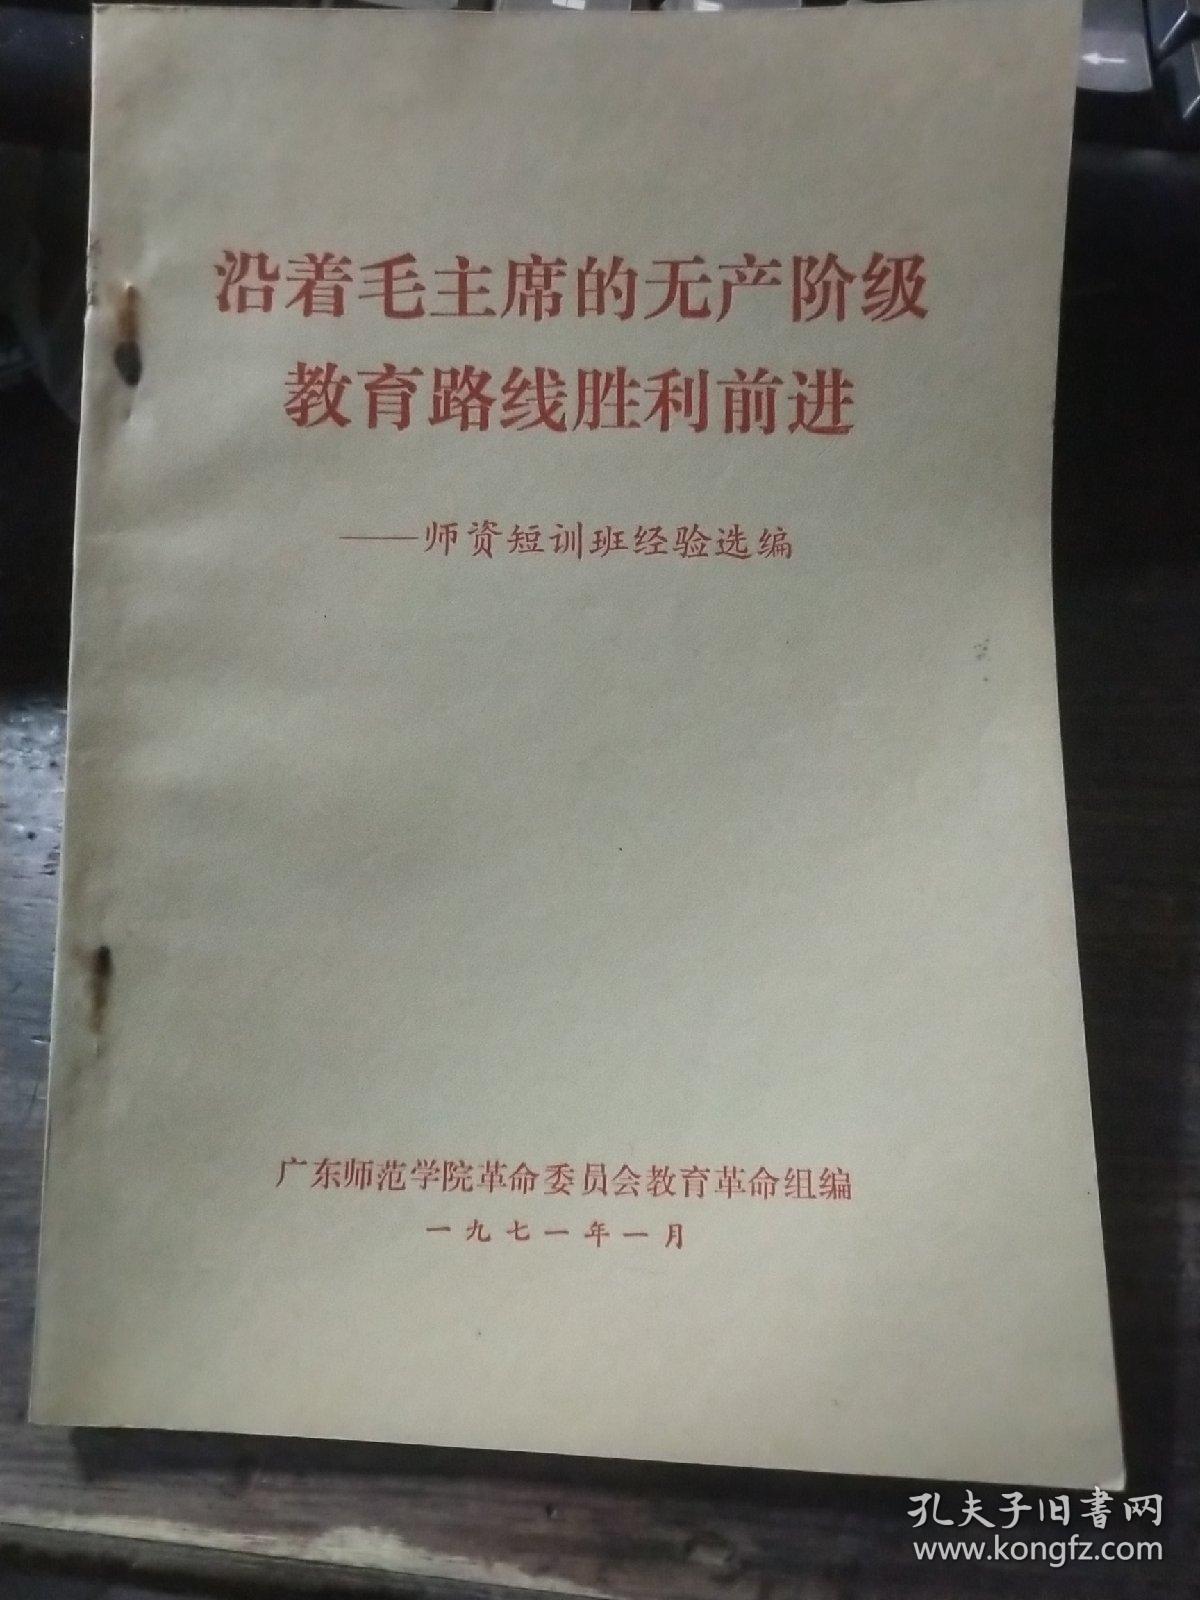 沿着毛主席的无产阶级
教育路线胜利前进
——师资短训班经验选编
广东师范学院革命委员会教育革命组编
一九七一年一月
孔夫子旧书网
www.kongfz.com